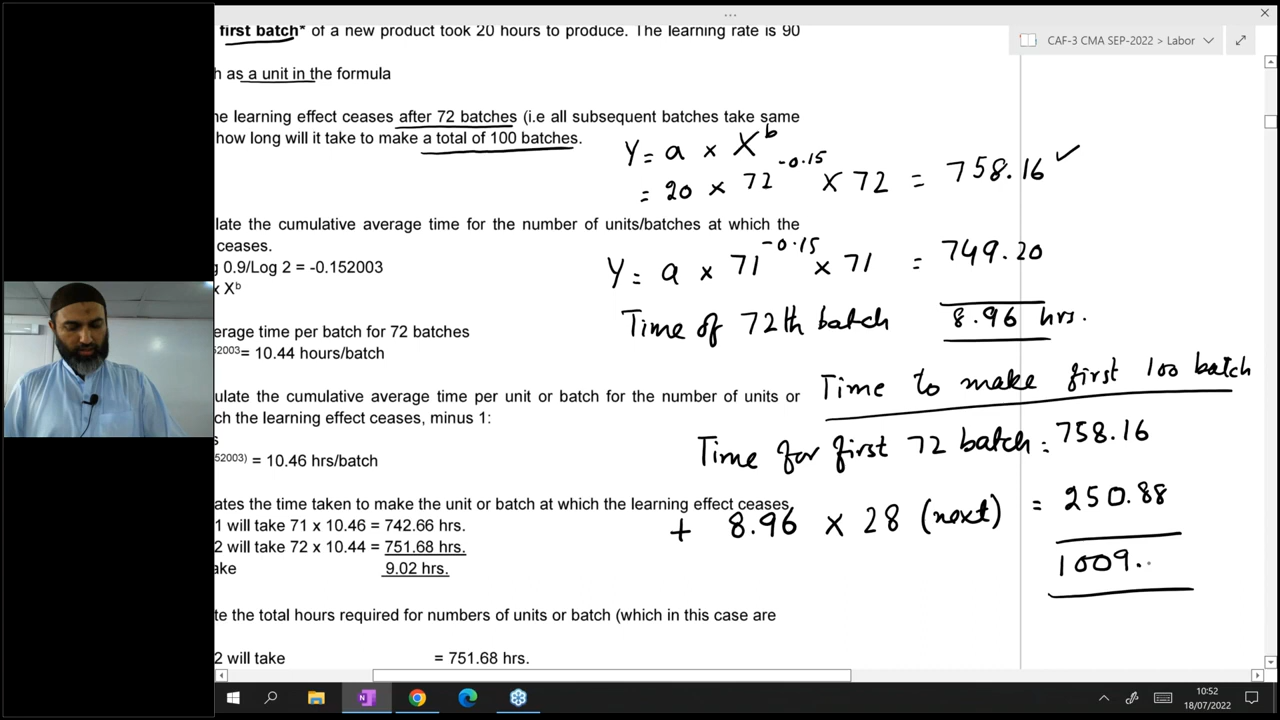 CAF-3 CMA SEP-2022 > Labor
first batch* of a new product took 20 hours to produce. The learning rate is 90
as a unit in the formula
learning effect ceases after 72 batches (i.e all subsequent batches take same
how long will it take to make a total of 100 batches.
Y = a × X^b
= 20 × 72^-0.15 × 72 = 758.16 ✓
the cumulative average time for the number of units/batches at which the
ceases.
0.9/Log 2 = -0.152003
X^b
Y = a × 71^-0.15 × 71 = 749.20
Time of 72th batch 8.96 hrs.
time per batch for 72 batches
= 10.44 hours/batch
Time to make first 100 batch
the cumulative average time per unit or batch for the number of units or
the learning effect ceases, minus 1:
Time for first 72 batch = 758.16
= 10.46 hrs/batch
the time taken to make the unit or batch at which the learning effect ceases
+ 8.96 × 28 (next) = 250.88
1 will take 71 x 10.46 = 742.66 hrs.
2 will take 72 x 10.44 = 751.68 hrs.
9.02 hrs.
1009.
the total hours required for numbers of units or batch (which in this case are
2 will take = 751.68 hrs.
10:52
18/07/2022